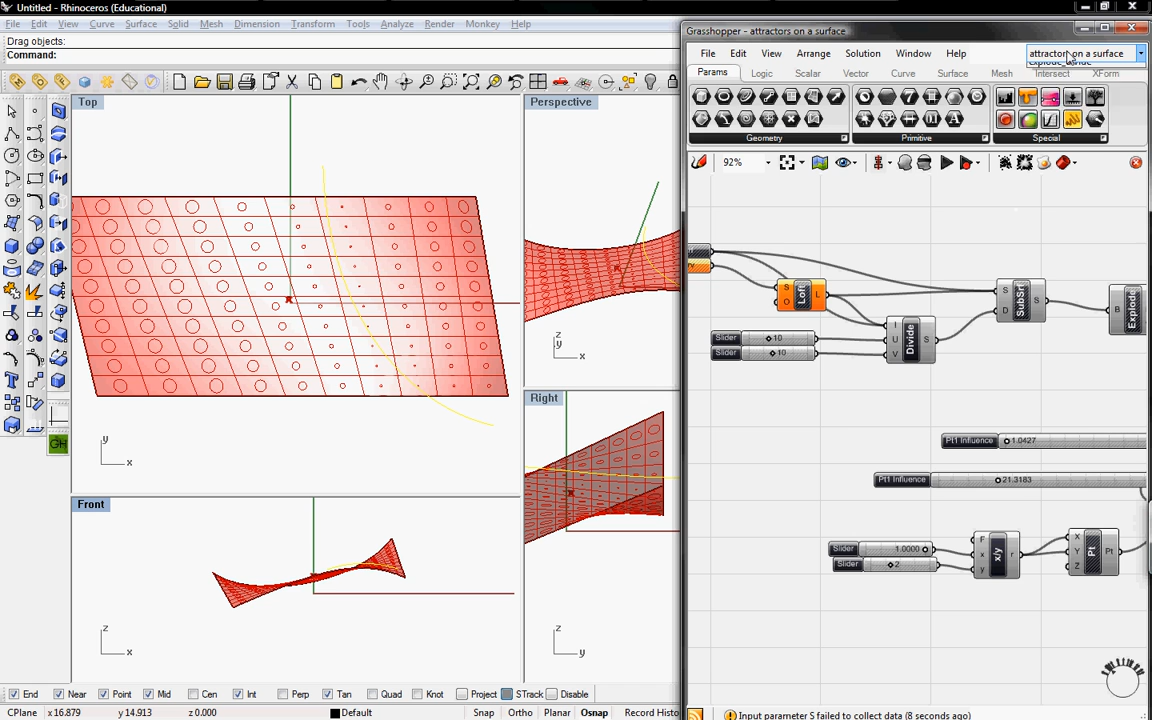 Untitled - Rhinoceros (Educational)
File Edit View Curve Surface Solid Mesh Dimension Transform Tools Analyze Render Monkey Help
Drag objects:
Command:
Top
Perspective
Front
Right
y
x
z
y
x
z
x
z
y
GH
Grasshopper - attractors on a surface
File Edit View Arrange Solution Window Help
attractors on a surface
Params Logic Scalar Vector Curve Surface Mesh Intersect XForm
Geometry Primitive Special
92%
S
O
Loft
L
Slider 10
Slider 10
I
U
V
Divide
S
S
D
SubSrf
S
B
Explode
Pt1 Influence 1.0427
Pt1 Influence 21.3183
Slider 1.0000
Slider 2
F
x
y
x/y
r
X
Y
Z
Pt
Pt
Input parameter S failed to collect data (8 seconds ago)
End Near Point Mid Cen Int Perp Tan Quad Knot Project STrack Disable
CPlane x 16.879 y 14.913 z 0.000 Default Snap Ortho Planar Osnap Record Histo